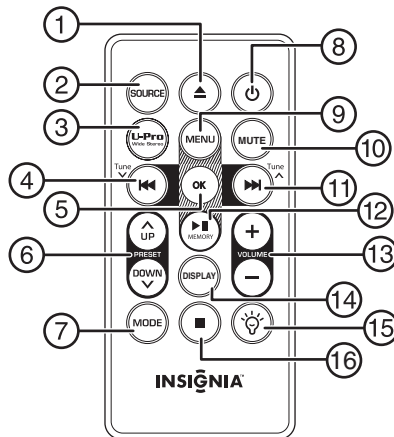 1
2
8
SOURCE
3
9
U-Pro
Wide Stereo
MENU
MUTE
10
4
Tune
Tune
OK
11
5
12
UP
MEMORY
6
PRESET
VOLUME
13
DOWN
DISPLAY
14
7
MODE
15
16
INSIGNIA™